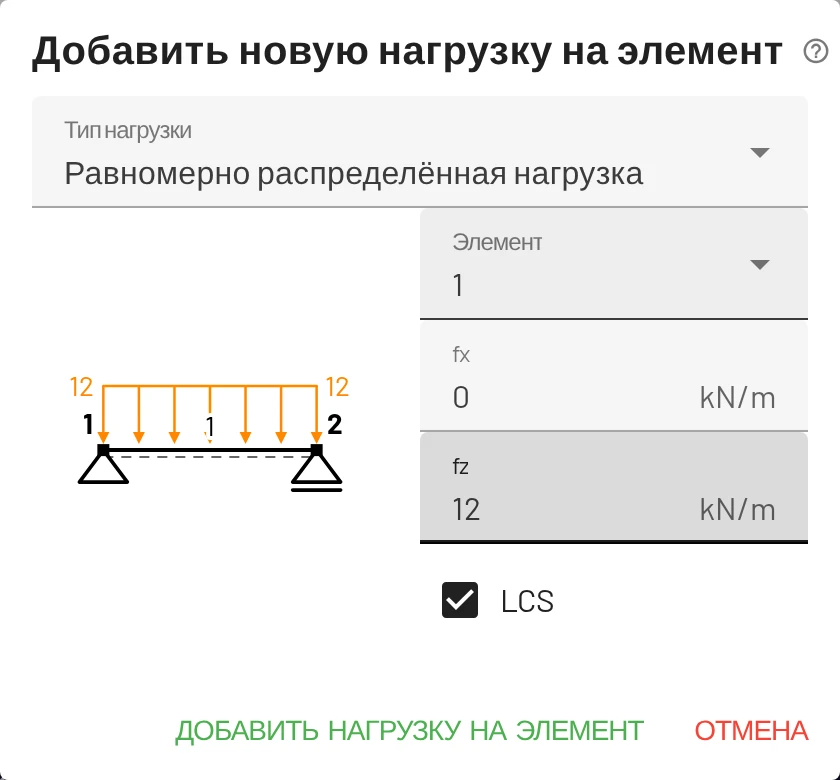 Добавить новую нагрузку на элемент
Тип нагрузки
Равномерно распределённая нагрузка
Элемент
1
fx
0 kN/m
fz
12 kN/m
LCS
12 12
1 1 2
ДОБАВИТЬ НАГРУЗКУ НА ЭЛЕМЕНТ ОТМЕНА